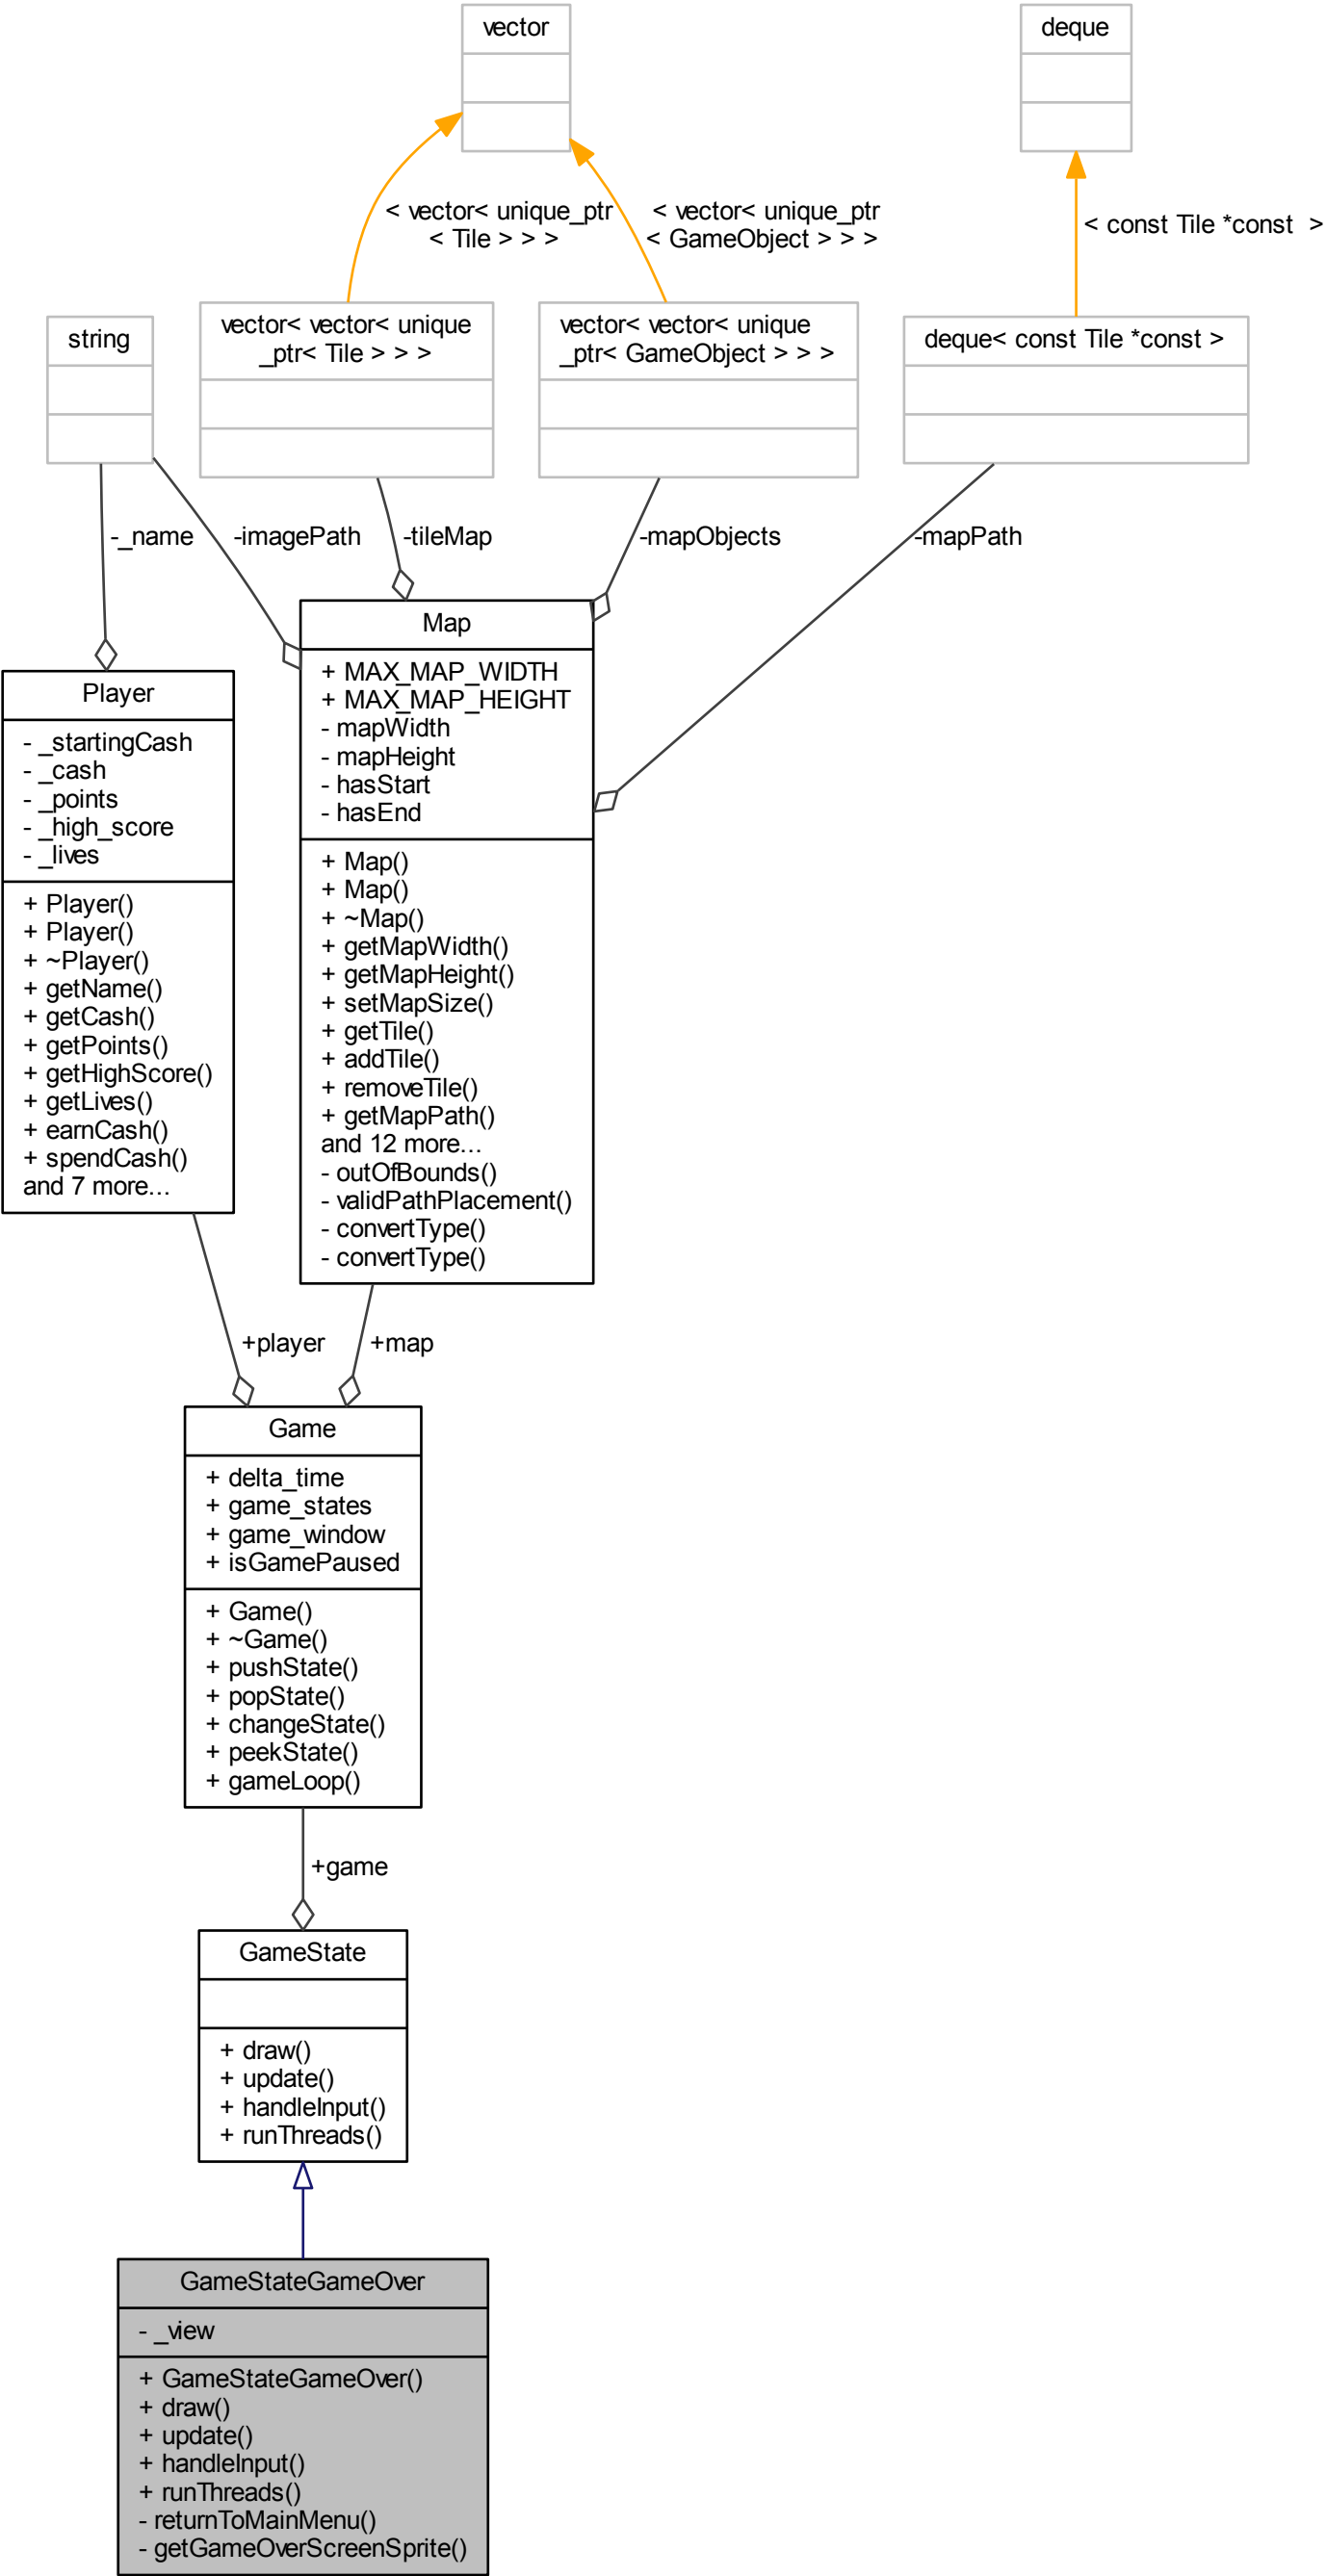 vector
deque
< vector< unique_ptr
< Tile > > >
< vector< unique_ptr
< GameObject > > >
< const Tile *const >
string
vector< vector< unique
_ptr< Tile > > >
vector< vector< unique
_ptr< GameObject > > >
deque< const Tile *const >
-_name
-imagePath
-tileMap
-mapObjects
-mapPath
Player
- _startingCash
- _cash
- _points
- _high_score
- _lives
+ Player()
+ Player()
+ ~Player()
+ getName()
+ getCash()
+ getPoints()
+ getHighScore()
+ getLives()
+ earnCash()
+ spendCash()
and 7 more...
Map
+ MAX_MAP_WIDTH
+ MAX_MAP_HEIGHT
- mapWidth
- mapHeight
- hasStart
- hasEnd
+ Map()
+ Map()
+ ~Map()
+ getMapWidth()
+ getMapHeight()
+ setMapSize()
+ getTile()
+ addTile()
+ removeTile()
+ getMapPath()
and 12 more...
- outOfBounds()
- validPathPlacement()
- convertType()
- convertType()
+player
+map
Game
+ delta_time
+ game_states
+ game_window
+ isGamePaused
+ Game()
+ ~Game()
+ pushState()
+ popState()
+ changeState()
+ peekState()
+ gameLoop()
+game
GameState
+ draw()
+ update()
+ handleInput()
+ runThreads()
GameStateGameOver
- _view
+ GameStateGameOver()
+ draw()
+ update()
+ handleInput()
+ runThreads()
- returnToMainMenu()
- getGameOverScreenSprite()